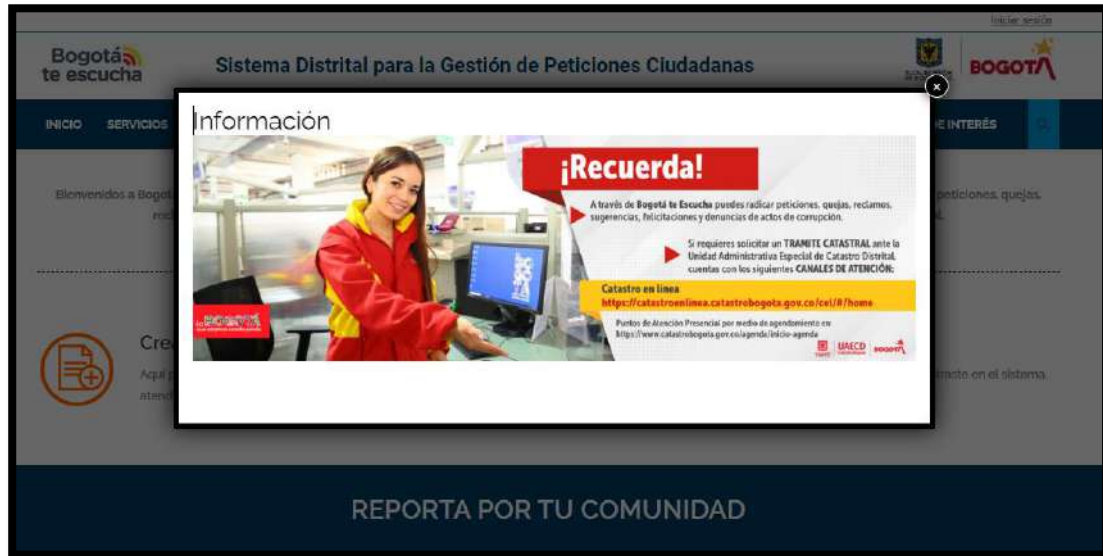 Iniciar sesión
Bogotá
te escucha
Sistema Distrital para la Gestión de Peticiones Ciudadanas
BOGOTÁ
INICIO SERVICIOS
DE INTERÉS
x
Información
¡Recuerda!
A través de Bogotá te Escucha puedes radicar peticiones, quejas, reclamos,
sugerencias, felicitaciones y denuncias de actos de corrupción.
Si requieres solicitar un TRAMITE CATASTRAL ante la
Unidad Administrativa Especial de Catastro Distrital,
cuentas con los siguientes CANALES DE ATENCIÓN:
Catastro en línea
https://catastroenlinea.catastrobogota.gov.co/cel/#/home
Puntos de Atención Presencial por medio de agendamiento en
https://www.catastrobogota.gov.co/agenda/inicio-agenda
UAECD
BOGOTÁ
Bienvenidos a
peticiones, quejas,
Aquí
en el sistema,
REPORTA POR TU COMUNIDAD